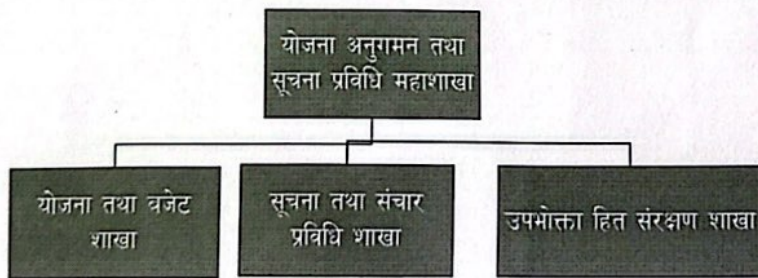 योजना अनुगमन तथा
सूचना प्रविधि महाशाखा
योजना तथा बजेट
शाखा
सूचना तथा संचार
प्रविधि शाखा
उपभोक्ता हित संरक्षण शाखा